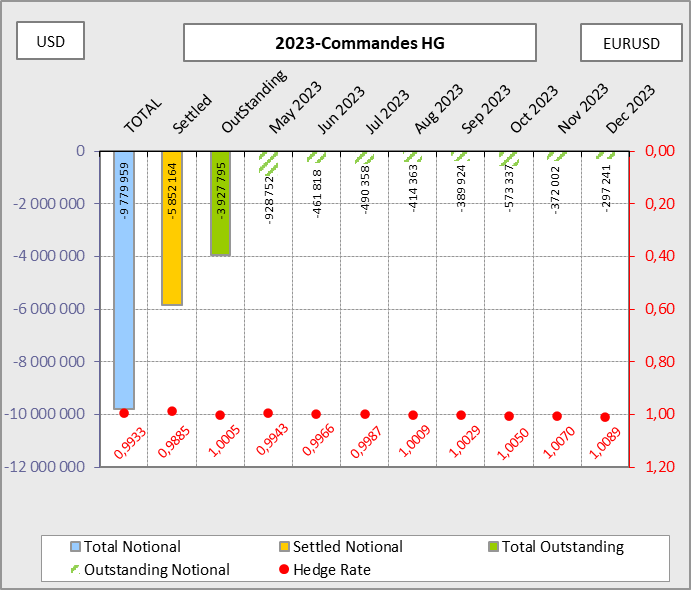 USD
2023-Commandes HG
EURUSD
TOTAL
Settled
OutStanding
May 2023
Jun 2023
Jul 2023
Aug 2023
Sep 2023
Oct 2023
Nov 2023
Dec 2023
0
-2 000 000
-4 000 000
-6 000 000
-8 000 000
-10 000 000
-12 000 000
-9 779 959
-5 852 164
-3 927 795
-928 752
-461 818
-490 358
-414 363
-389 924
-573 337
-372 002
-297 241
0,00
0,20
0,40
0,60
0,80
1,00
1,20
0,9933
0,9885
1,0005
0,9943
0,9966
0,9987
1,0009
1,0029
1,0050
1,0070
1,0089
Total Notional
Settled Notional
Total Outstanding
Outstanding Notional
Hedge Rate